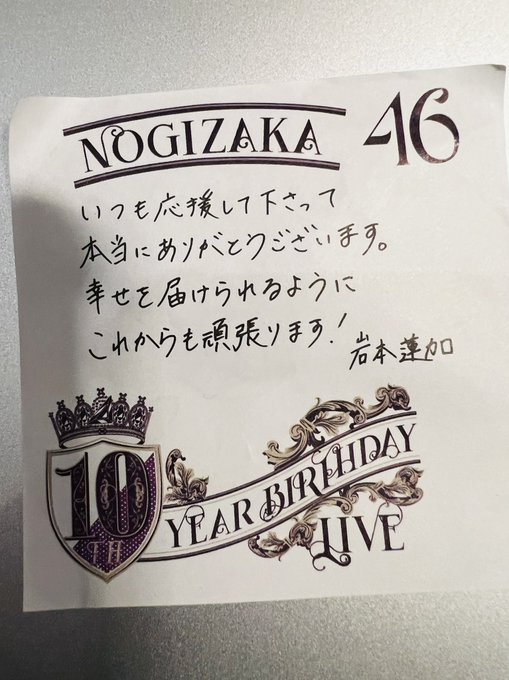 NOGIZAKA 46
いつも応援して下さって
本当にありがとうございます。
幸せを届けられるように
これからも頑張ります!
岩本蓮加
10TH
YEAR BIRTHDAY
LIVE